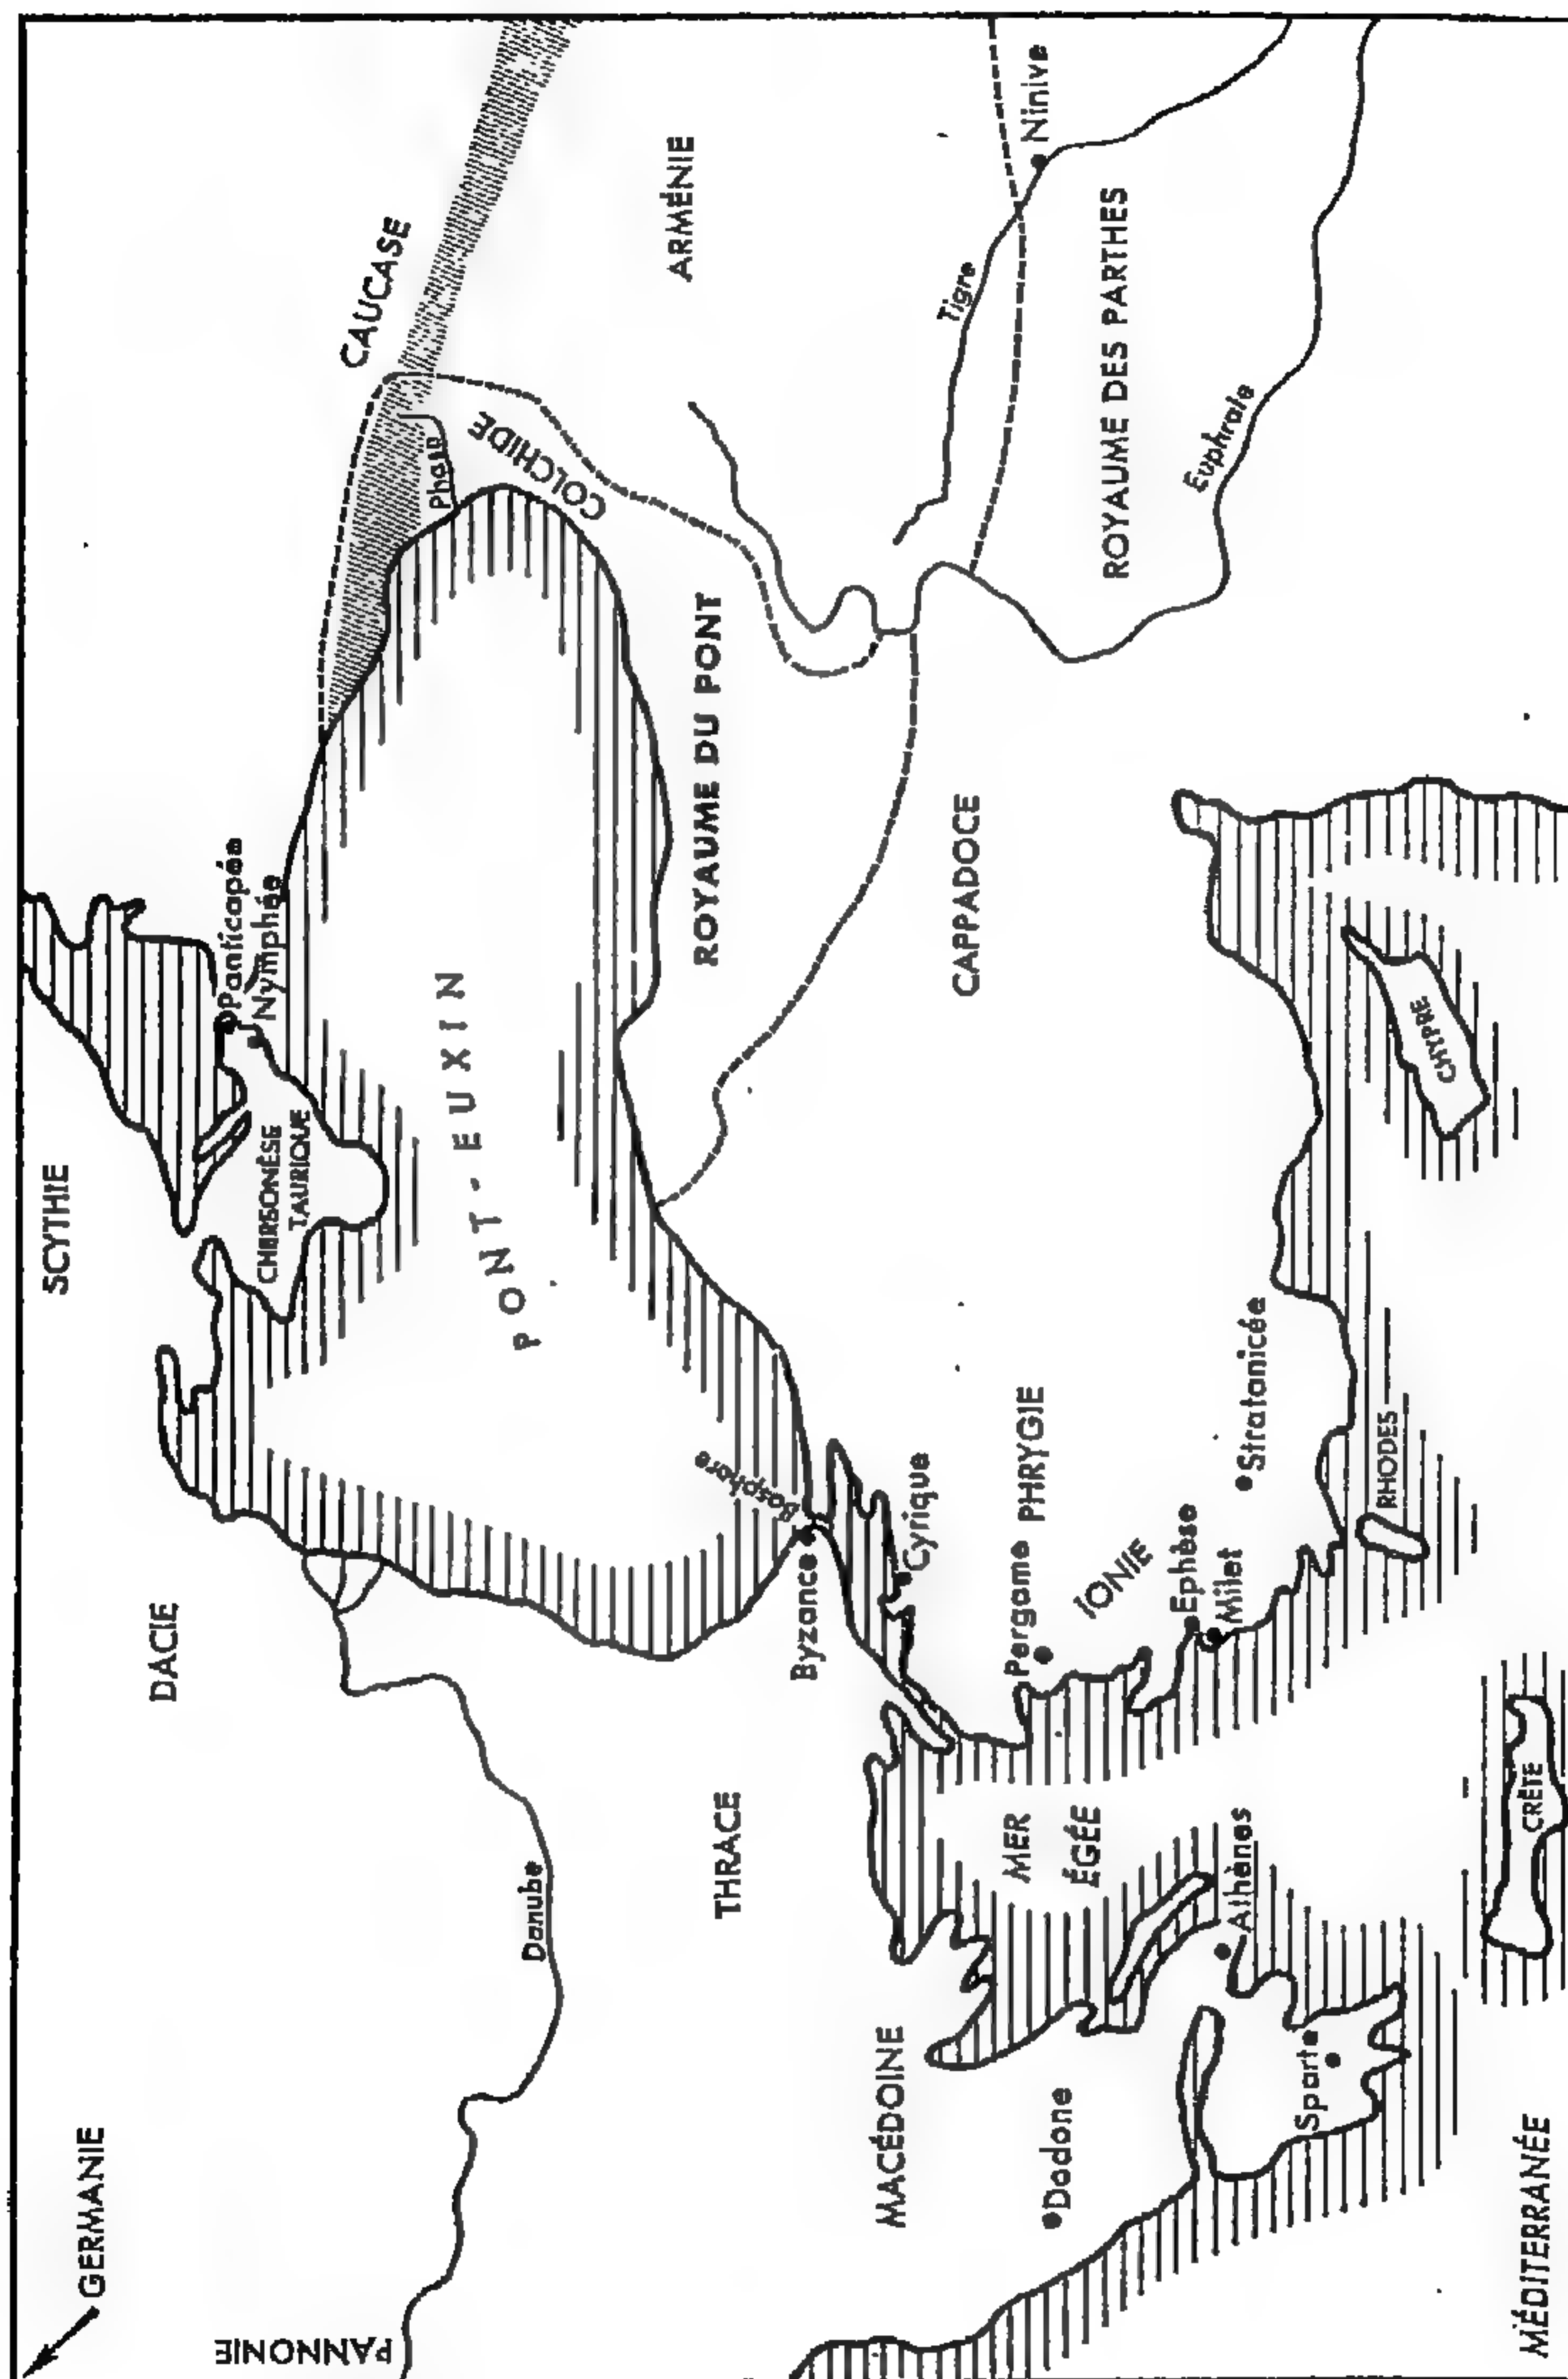 GERMANIE
PANNONIE
DACIE
SCYTHIE
CHERSONÈSE
TAURIQUE
Panticapée
Nymphée
CAUCASE
Phase
COLCHIDE
ARMÉNIE
PONT-EUXIN
Danube
THRACE
Bosphore
Byzance
ROYAUME DU PONT
MACÉDOINE
Cyrique
CAPPADOCE
Tigre
Ninive
Dodone
MER
ÉGÉE
Pergame
PHRYGIE
IONIE
ROYAUME DES PARTHES
Euphrate
Athènes
Ephèse
Milet
Stratanicée
Sparte
RHODES
CHYPRE
MÉDITERRANÉE
CRÈTE